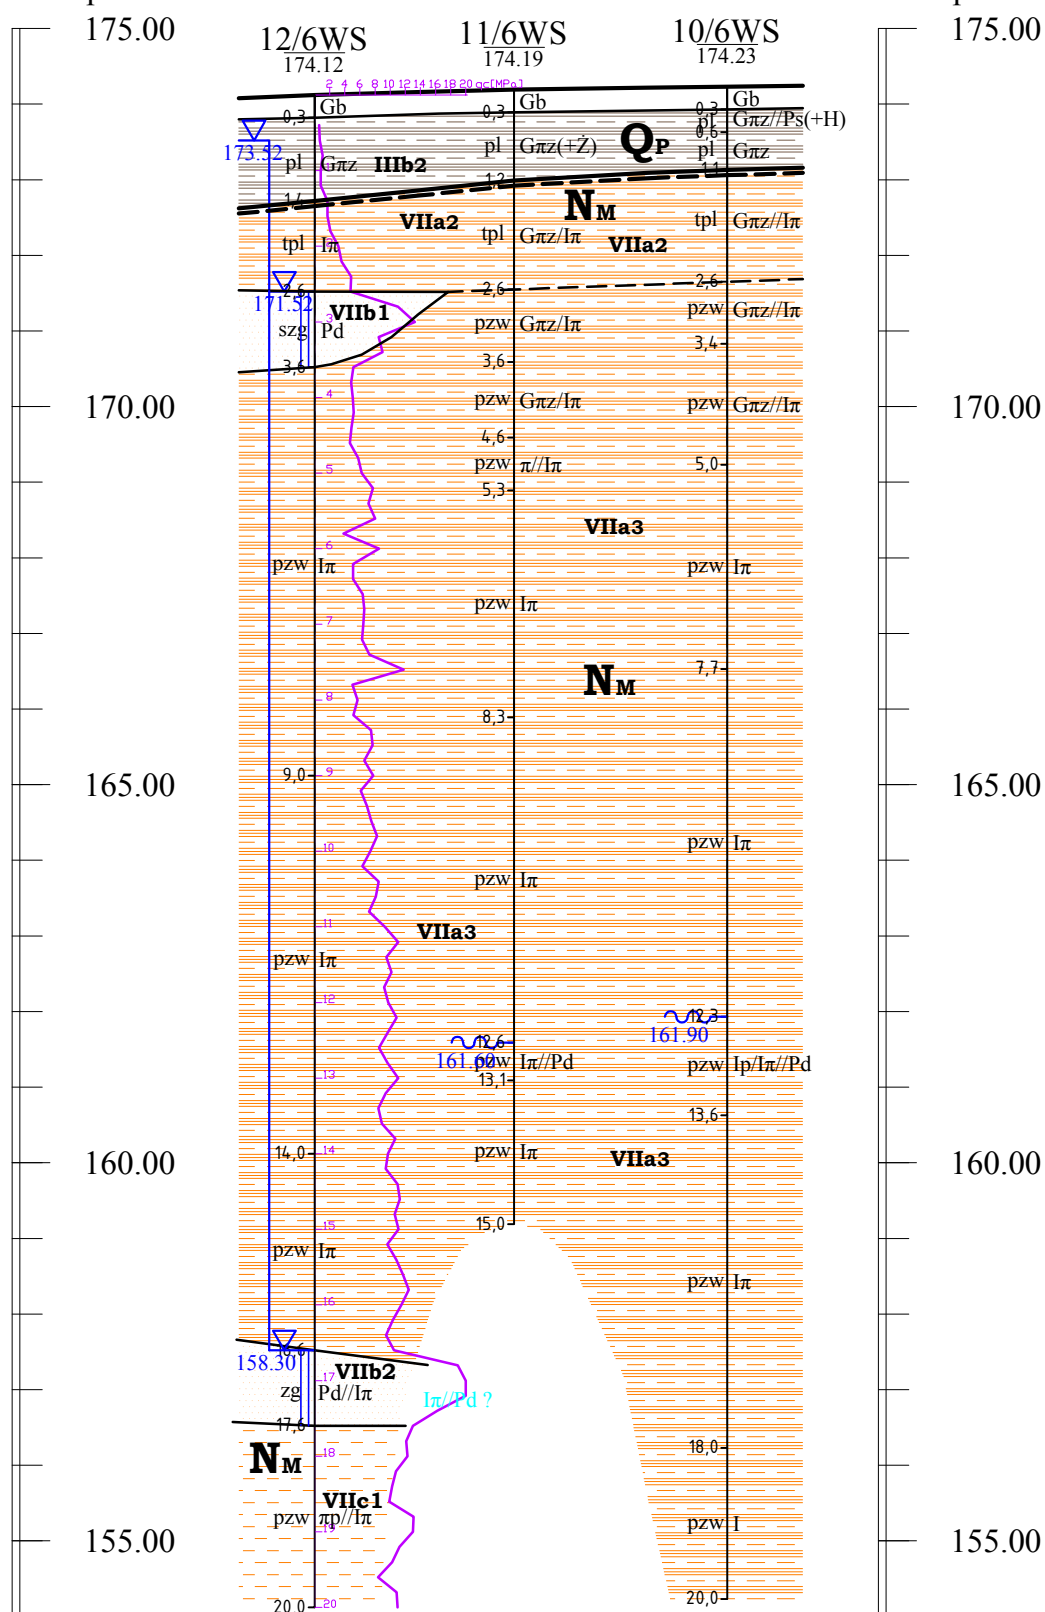 175.00 12/6WS 11/6WS 10/6WS 175.00
174.12 174.19 174.23
2 4 6 8 10 12 14 16 18 20 qc[MPa]
Gb Gb Gb
0,3 0,3 0,3
pl Gπz//Ps(+H)
0,6
173.52 pl Gπz IIIb2 pl Gπz(+Ż) QP pl Gπz
1,4 1,2 1,1
NM
VIIa2
tpl Iπ tpl Gπz/Iπ VIIa2 tpl Gπz//Iπ
2
2,6 2,6 2,6
171.52 VIIb1
szg Pd pzw Gπz/Iπ pzw Gπz//Iπ
3
3,6 3,6 3,4
4
170.00 pzw Gπz/Iπ pzw Gπz//Iπ 170.00
4,6
5 pzw π//Iπ 5,0
5,3
VIIa3
6
pzw Iπ pzw Iπ
pzw Iπ
7
NM 7,7
8
8,3
9,0 9
165.00 165.00
10 pzw Iπ
pzw Iπ
11 VIIa3
pzw Iπ
12 12,3
161.90
12,6
161.60 pzw Iπ//Pd pzw Ip/Iπ//Pd
13 13,1
13,6
14,0 14 pzw Iπ VIIa3
160.00 160.00
15 15,0
pzw Iπ pzw Iπ
16
16,6
158.30 VIIb2
17
zg Pd//Iπ Iπ//Pd ?
17,6
NM 18 18,0
VIIc1
pzw πp//Iπ pzw I
19
155.00 155.00
20,0 20 20,0